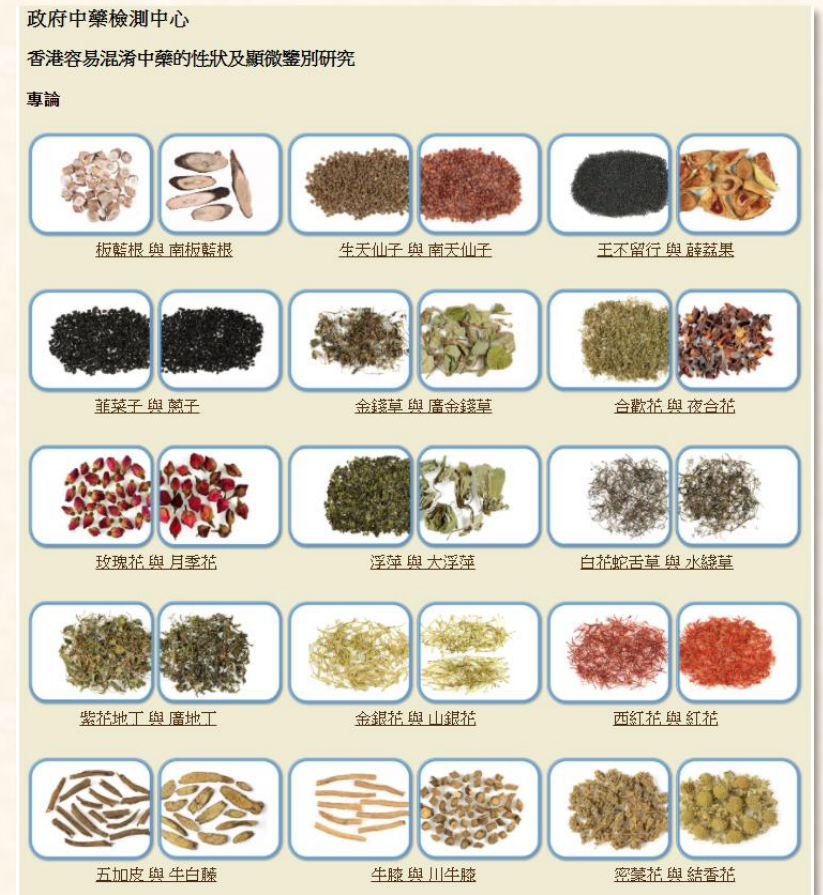 政府中藥檢測中心
香港容易混淆中藥的性狀及顯微鑒別研究
專論
板藍根 與 南板藍根
生天仙子 與 南天仙子
王不留行 與 薜荔果
韮菜子 與 葱子
金錢草 與 廣金錢草
合歡花 與 夜合花
玫瑰花 與 月季花
浮萍 與 大浮萍
白花蛇舌草 與 水綫草
紫花地丁 與 廣地丁
金銀花 與 山銀花
西紅花 與 紅花
五加皮 與 牛白藤
牛膝 與 川牛膝
密蒙花 與 結香花